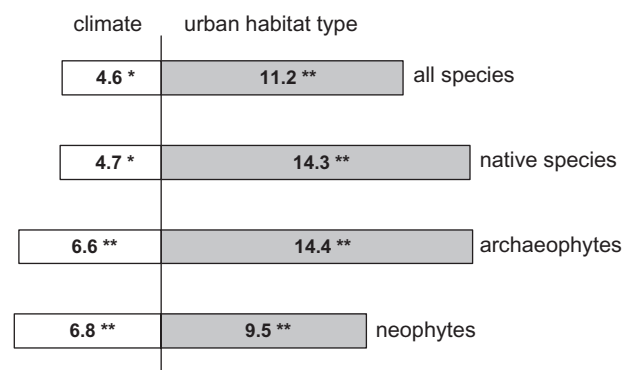 climate urban habitat type
4.6 * 11.2 ** all species
4.7 * 14.3 ** native species
6.6 ** 14.4 ** archaeophytes
6.8 ** 9.5 ** neophytes